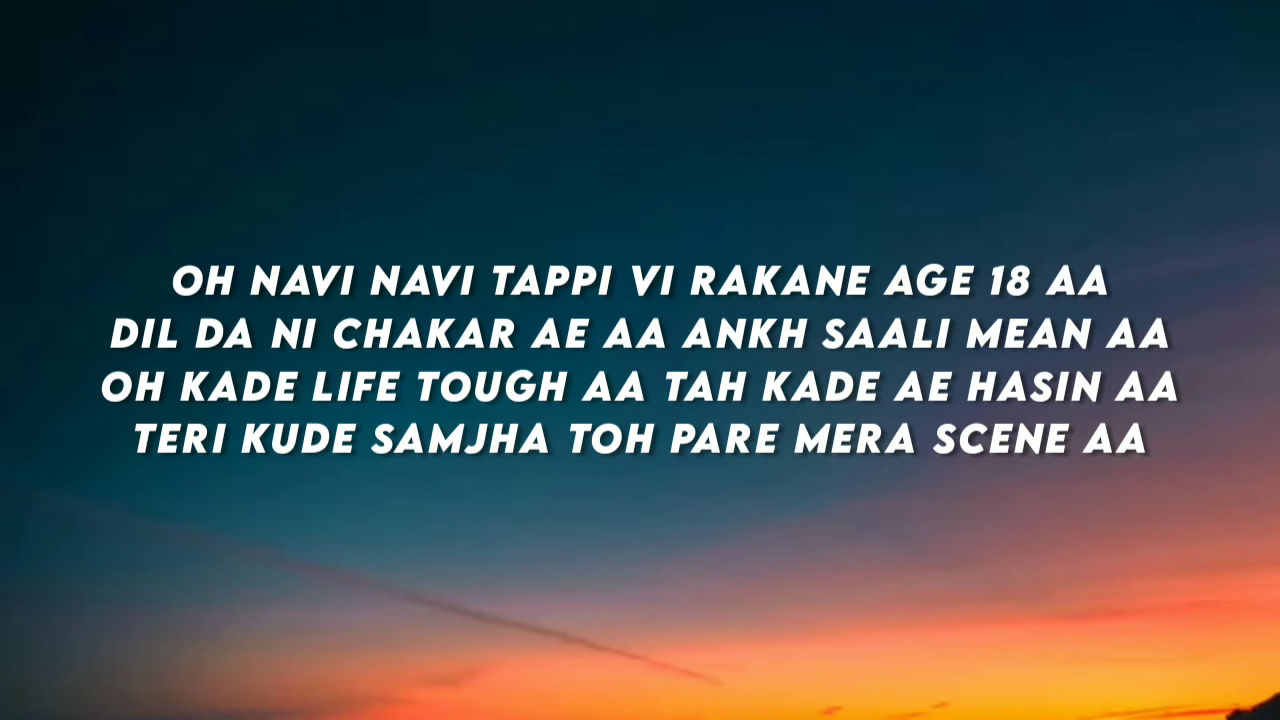 OH NAVI NAVI TAPPI VI RAKANE AGE 18 AA
DIL DA NI CHAKAR AE AA ANKH SAALI MEAN AA
OH KADE LIFE TOUGH AA TAH KADE AE HASIN AA
TERI KUDE SAMJHA TOH PARE MERA SCENE AA